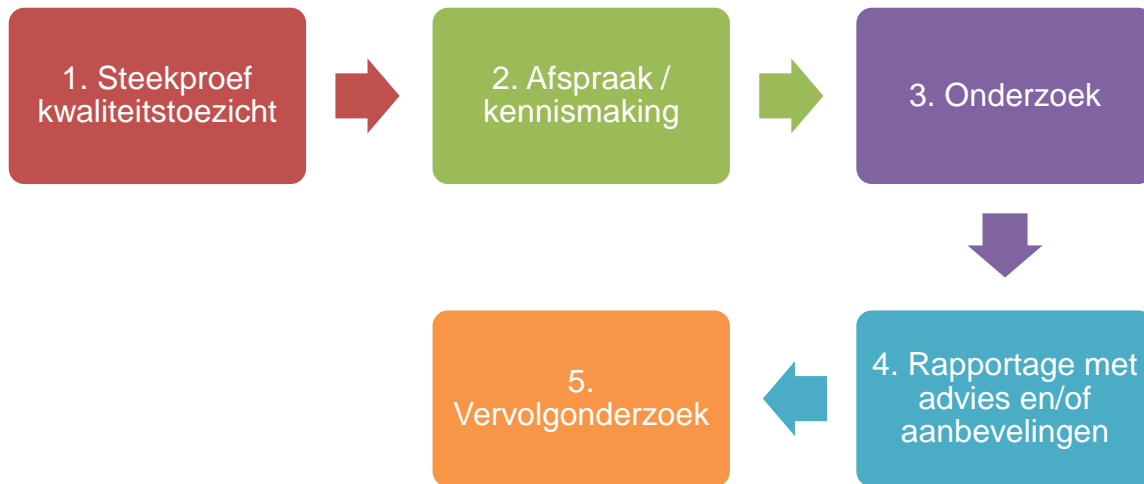 1. Steekproef
kwaliteitstoezicht
2. Afspraak /
kennismaking
3. Onderzoek
4. Rapportage met
advies en/of
aanbevelingen
5.
Vervolgonderzoek